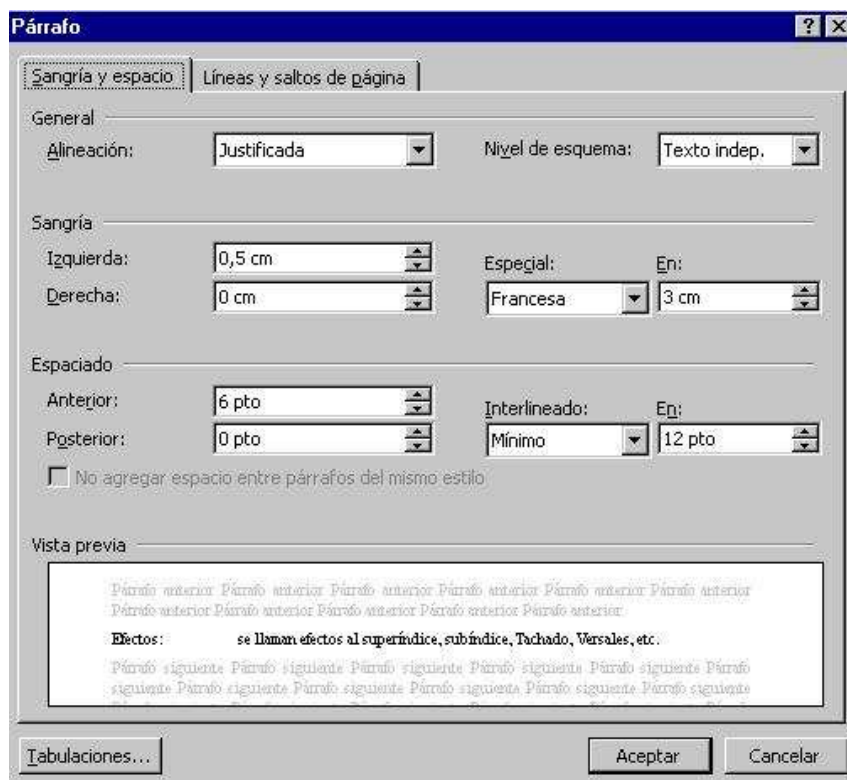 Párrafo
Sangría y espacio Líneas y saltos de página
General
Alineación: Justificada Nivel de esquema: Texto indep.
Sangría
Izquierda: 0,5 cm Especial: En:
Derecha: 0 cm Francesa 3 cm
Espaciado
Anterior: 6 pto Interlineado: En:
Posterior: 0 pto Mínimo 12 pto
No agregar espacio entre párrafos del mismo estilo
Vista previa
Párrafo anterior Párrafo anterior Párrafo anterior Párrafo anterior Párrafo anterior Párrafo anterior
Párrafo anterior Párrafo anterior Párrafo anterior Párrafo anterior Párrafo anterior
Efectos: se llaman efectos al superíndice, subíndice, Tachado, Versales, etc.
Párrafo siguiente Párrafo siguiente Párrafo siguiente Párrafo siguiente Párrafo siguiente Párrafo
siguiente Párrafo siguiente Párrafo siguiente Párrafo siguiente Párrafo siguiente Párrafo siguiente
Tabulaciones... Aceptar Cancelar